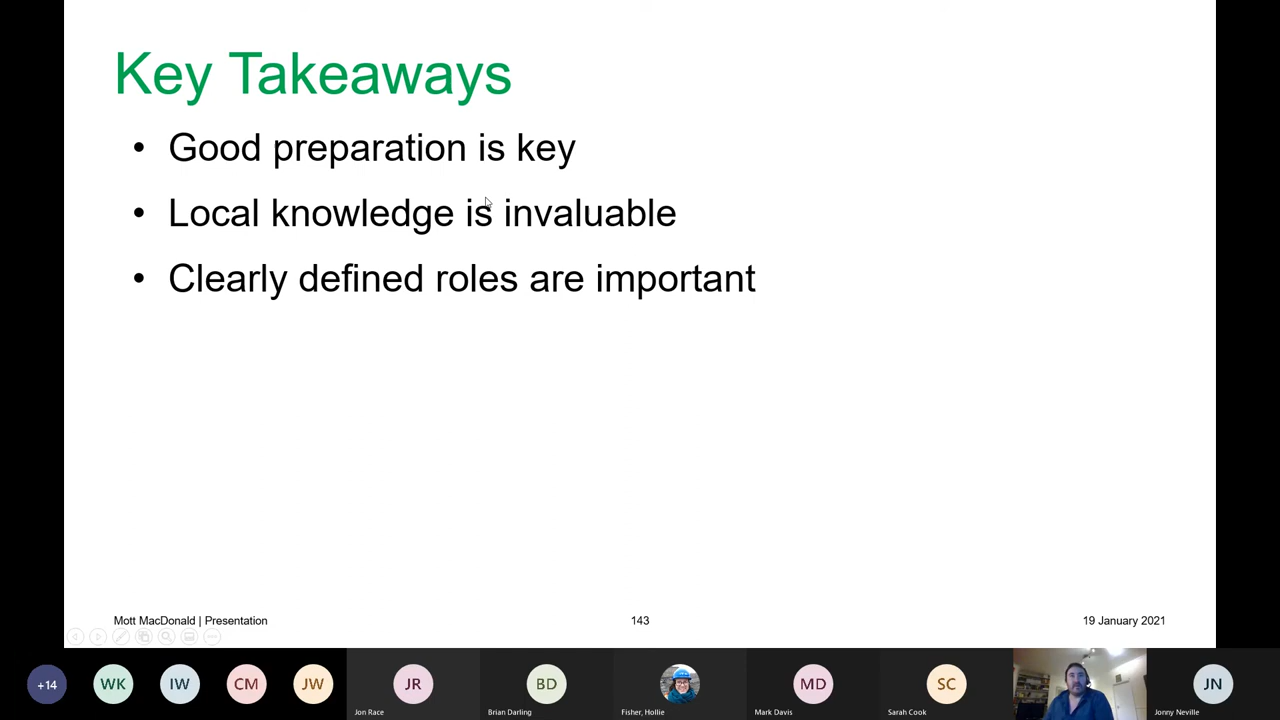 Key Takeaways
• Good preparation is key
• Local knowledge is invaluable
• Clearly defined roles are important
Mott MacDonald | Presentation
143
19 January 2021
+14
WK
IW
CM
JW
JR
BD
MD
SC
JN
Jon Race
Brian Darling
Fisher, Hollie
Mark Davis
Sarah Cook
Jonny Neville